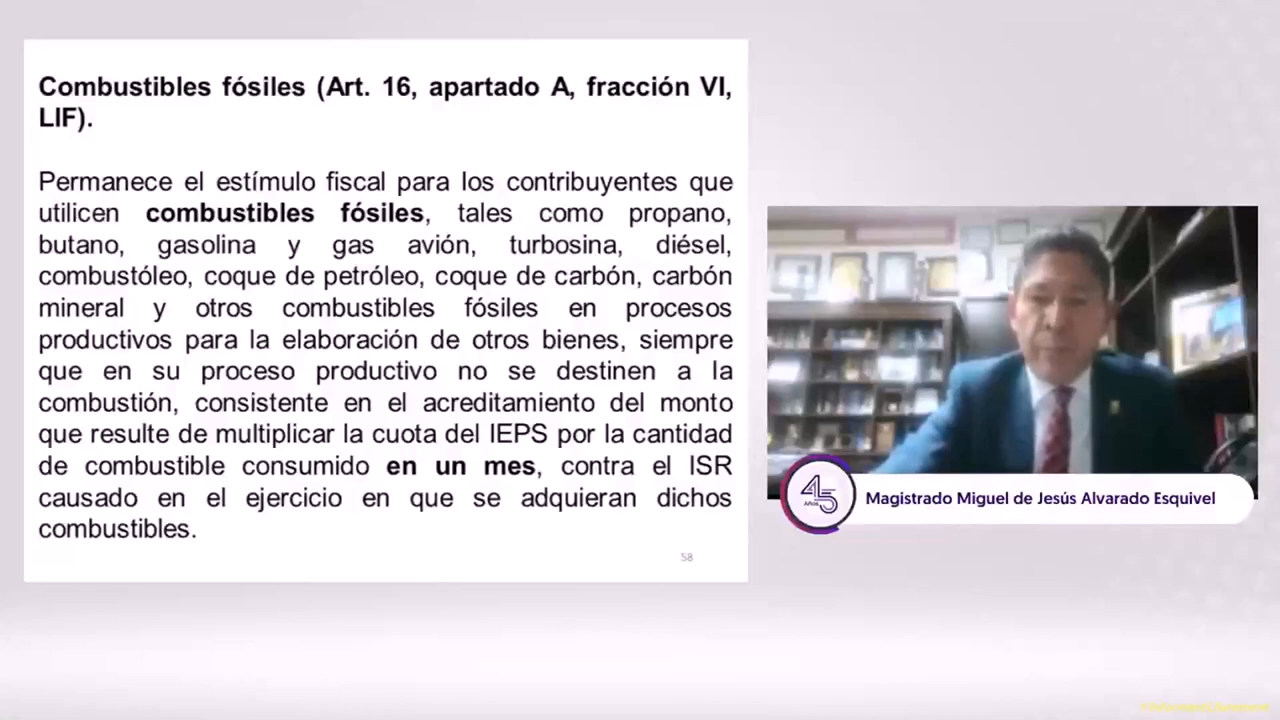 Combustibles fósiles (Art. 16, apartado A, fracción VI,
LIF).
Permanece el estímulo fiscal para los contribuyentes que
utilicen combustibles fósiles, tales como propano,
butano, gasolina y gas avión, turbosina, diésel,
combustóleo, coque de petróleo, coque de carbón, carbón
mineral y otros combustibles fósiles en procesos
productivos para la elaboración de otros bienes, siempre
que en su proceso productivo no se destinen a la
combustión, consistente en el acreditamiento del monto
que resulte de multiplicar la cuota del IEPS por la cantidad
de combustible consumido en un mes, contra el ISR
causado en el ejercicio en que se adquieran dichos
combustibles.
58
45
Años
Magistrado Miguel de Jesús Alvarado Esquivel